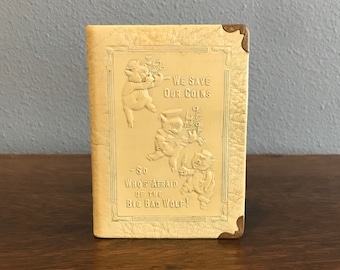 — We Save
Our Coins
— So
Who's Afraid
of the
Big Bad Wolf!